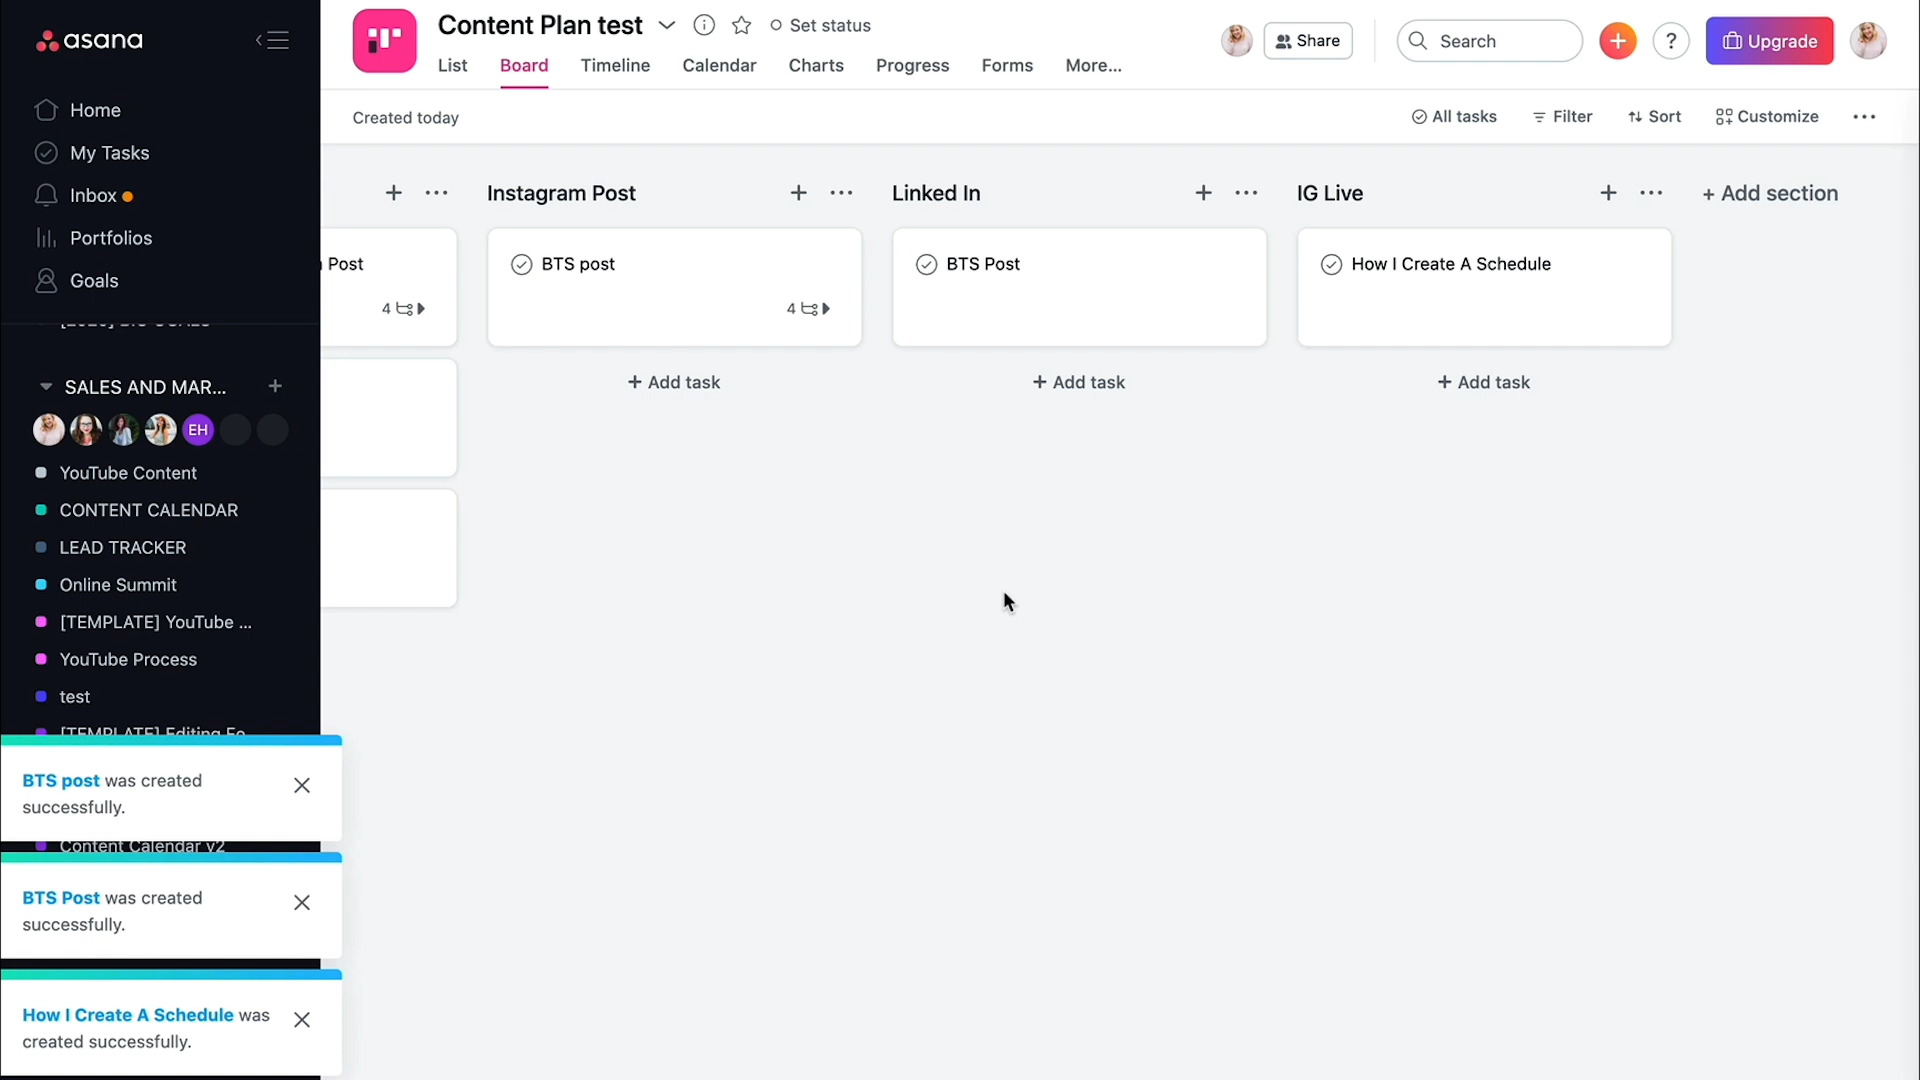 asana
Home
My Tasks
Inbox
Portfolios
Goals
SALES AND MAR...
EH
YouTube Content
CONTENT CALENDAR
LEAD TRACKER
Online Summit
[TEMPLATE] YouTube ...
YouTube Process
test
[TEMPLATE] Editing Fo
BTS post was created
successfully.
Content Calendar v2
BTS Post was created
successfully.
How I Create A Schedule was
created successfully.
Content Plan test
Set status
Share
Search
?
Upgrade
List
Board
Timeline
Calendar
Charts
Progress
Forms
More...
Created today
All tasks
Filter
Sort
Customize
Post
4
Instagram Post
BTS post
4
+ Add task
Linked In
BTS Post
+ Add task
IG Live
How I Create A Schedule
+ Add task
+ Add section